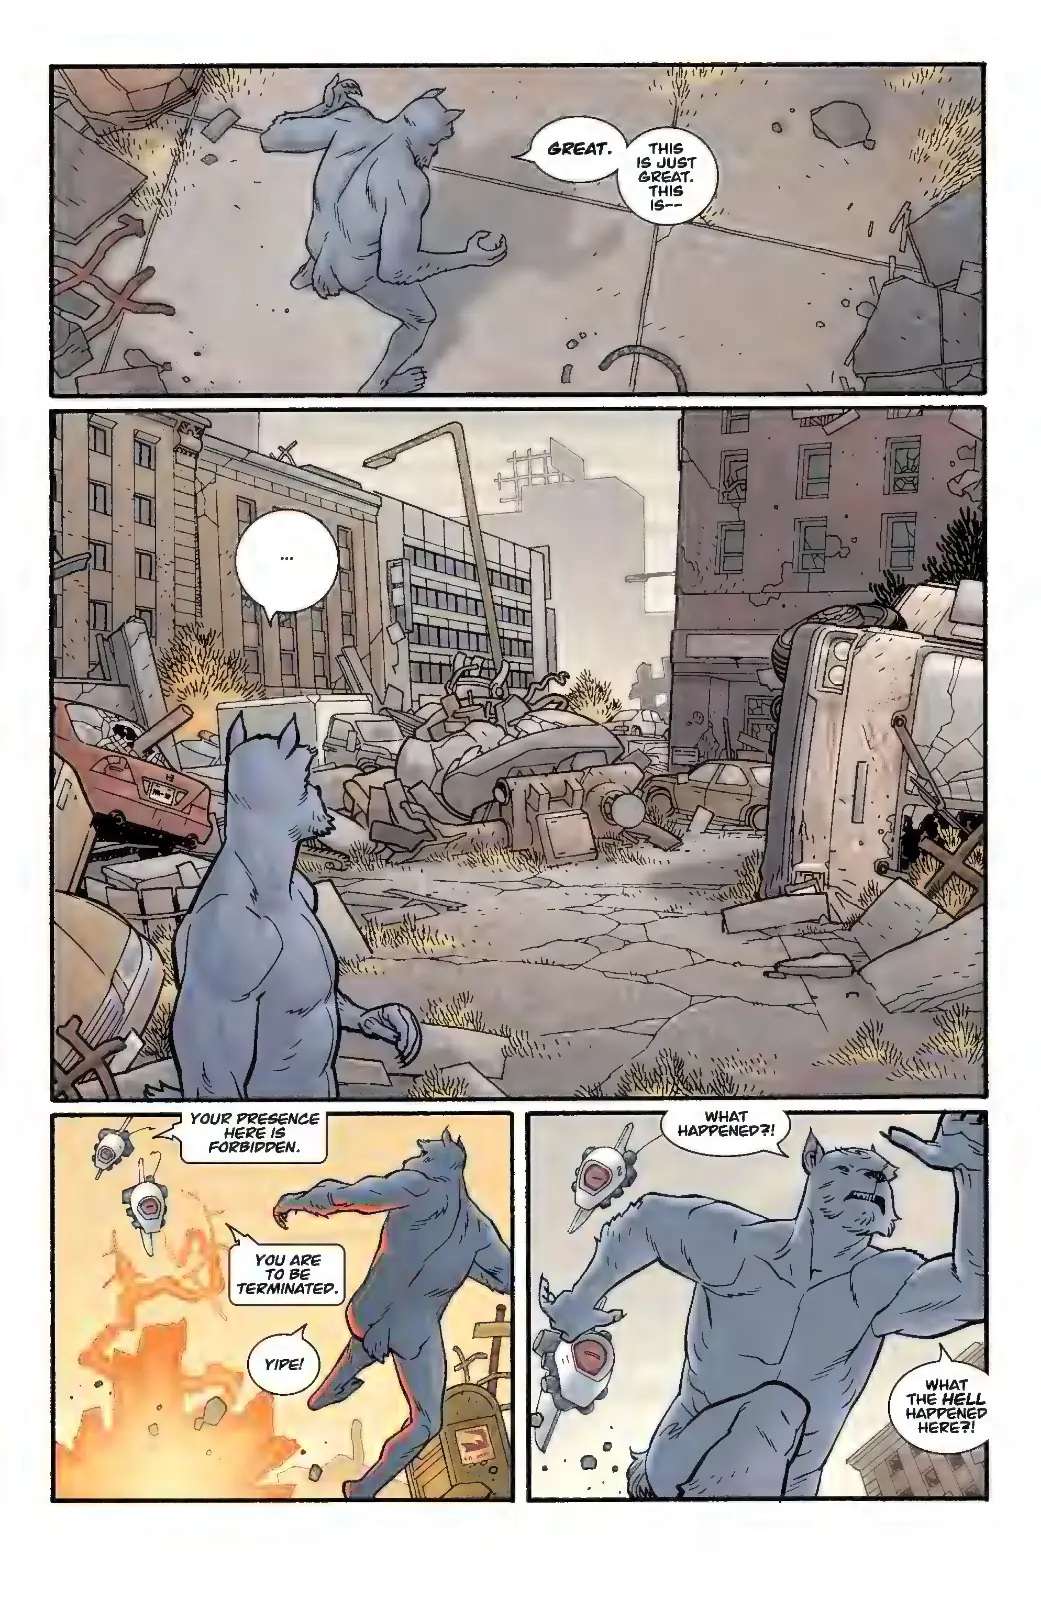 GREAT.
THIS
IS JUST
GREAT.
THIS
IS--
...
YOUR PRESENCE
HERE IS
FORBIDDEN.
YOU ARE
TO BE
TERMINATED.
YIPE!
WHAT
HAPPENED?!
WHAT
THE HELL
HAPPENED
HERE?!